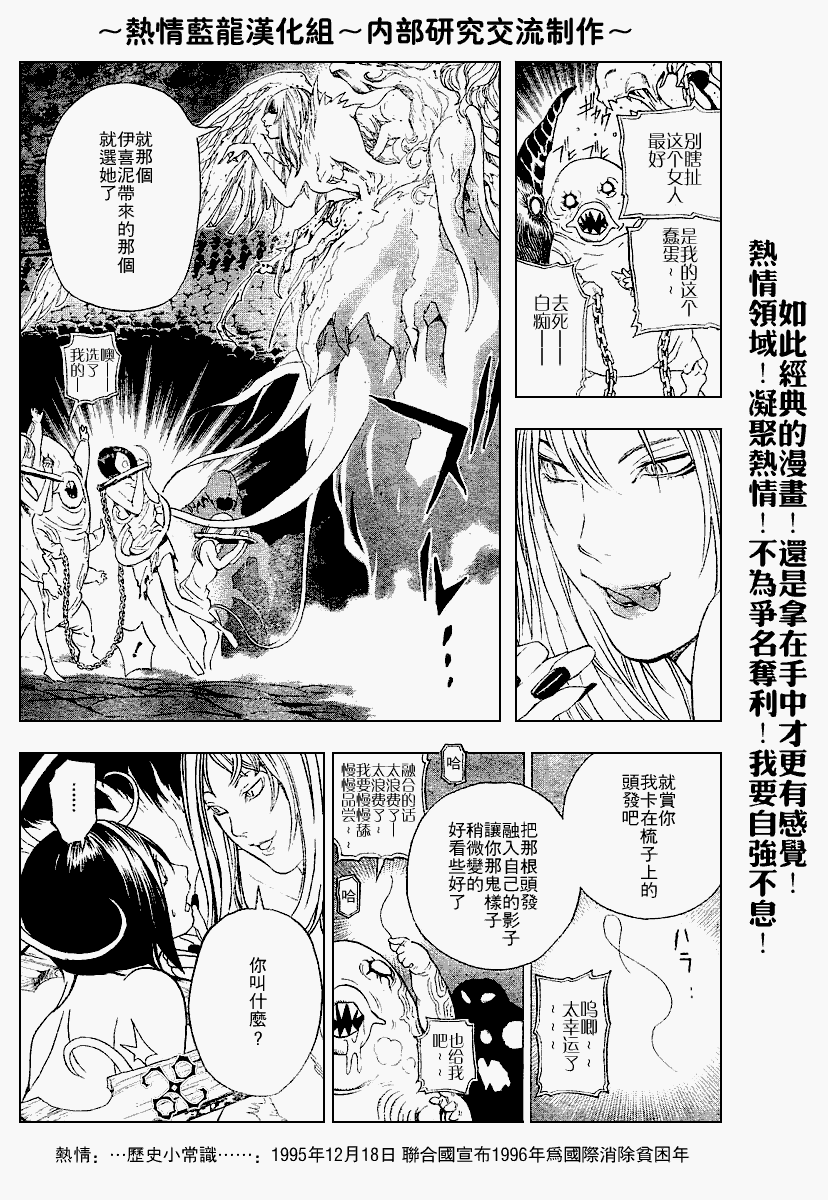 ～熱情藍龍漢化組～内部研究交流制作～
別瞎扯
这个女人
最好
是我的这个
蠢蛋～～
去死——
白痴——
就那個
伊喜泥帶來的那個
就選她了
噢
选了——
我的——
！
就賞你
我卡在梳子上的
頭發吧
ハラ…
呜唧～～
太幸运了
～～～
把那根頭發
融入自己的影子
讓你那鬼樣子
稍微變的
好看些好了
哈
融合的话
太浪费了——
太浪费了～
我要慢慢舔
慢慢品尝～～
哈
也给我
吧～～
……
你叫什麼？
如此經典的漫畫！還是拿在手中才更有感覺！
熱情領域！凝聚熱情！不為爭名奪利！我要自強不息！
熱情：…歷史小常識……：1995年12月18日 聯合國宣布1996年爲國際消除貧困年